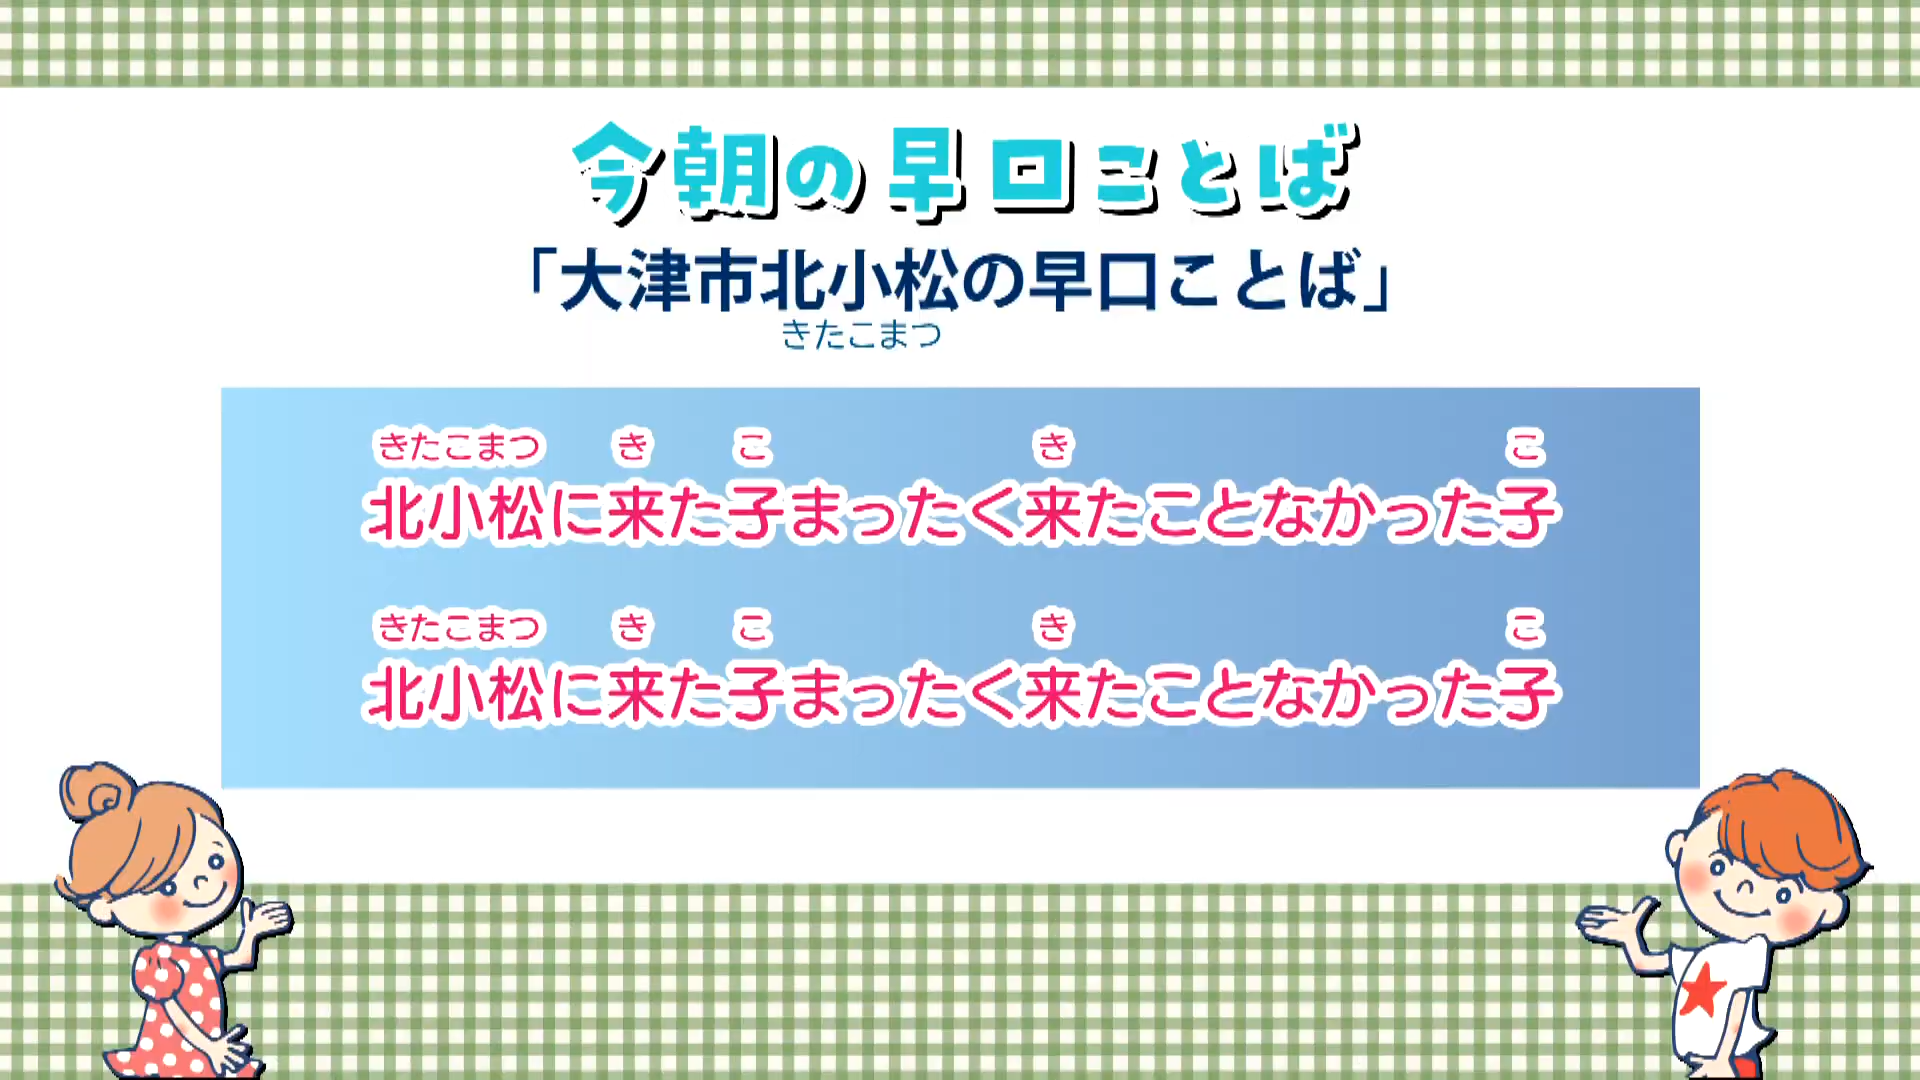 今朝の早口ことば
「大津市北小松の早口ことば」
きたこまつ
きたこまつ き こ き こ
北小松に来た子まったく来たことなかった子
きたこまつ き こ き こ
北小松に来た子まったく来たことなかった子